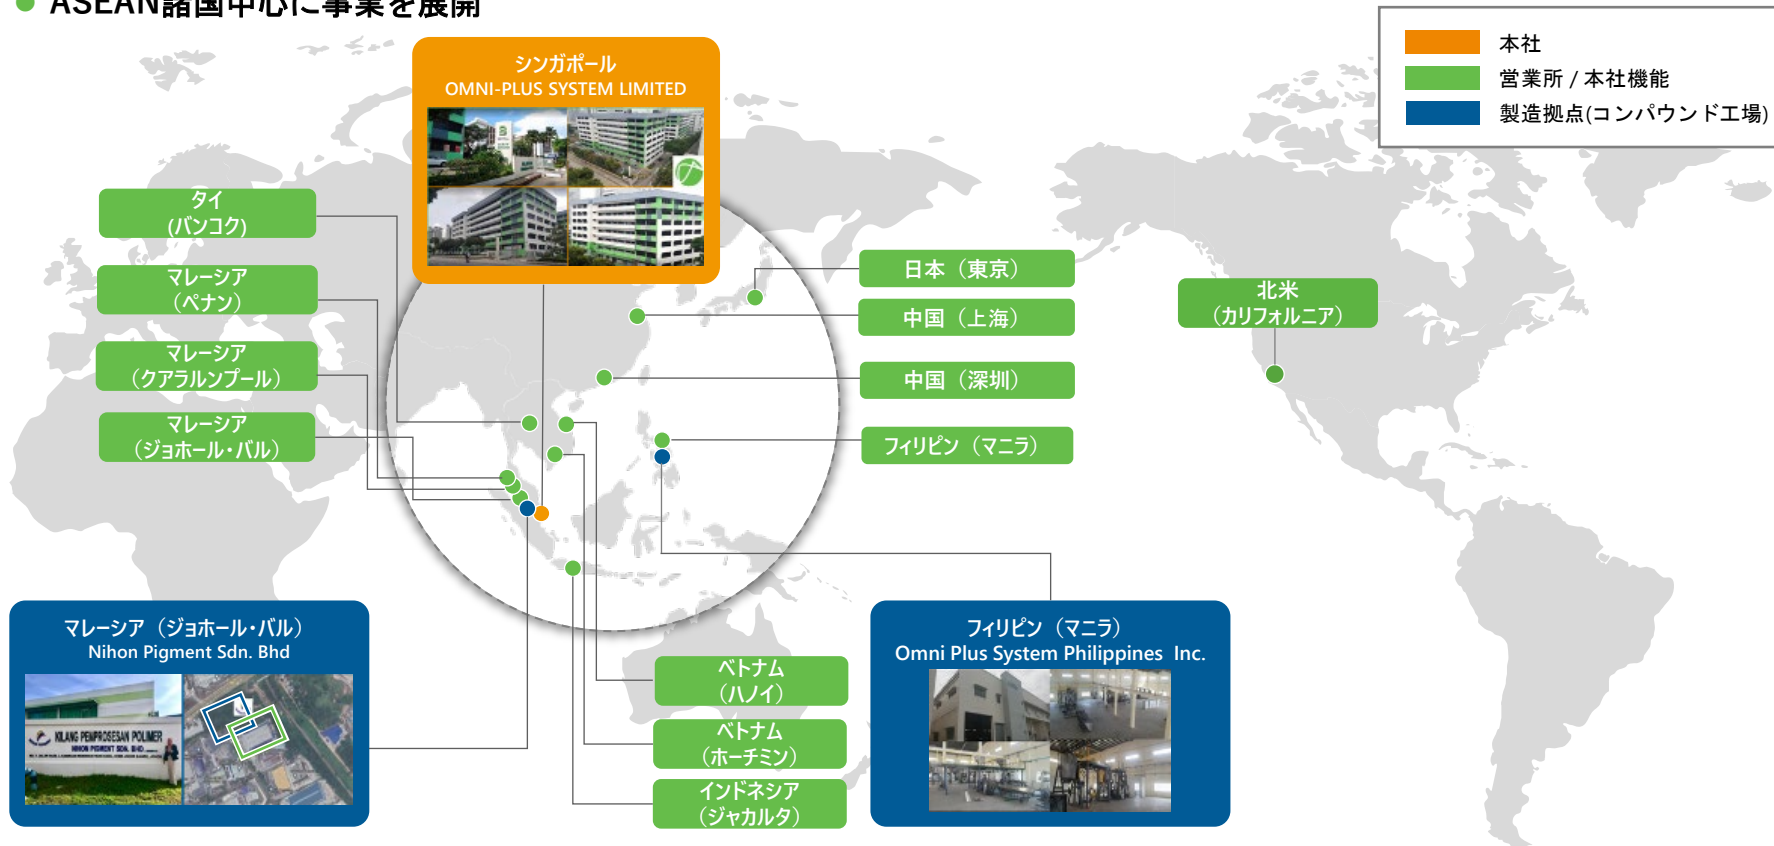 ASEAN諸国中心に事業を展開
本社
営業所 / 本社機能
製造拠点(コンパウンド工場)
シンガポール
OMNI-PLUS SYSTEM LIMITED
タイ
(バンコク)
マレーシア
（ペナン）
マレーシア
（クアラルンプール）
マレーシア
（ジョホール・バル）
日本（東京）
中国（上海）
中国（深圳）
フィリピン（マニラ）
北米
（カリフォルニア）
マレーシア（ジョホール・バル）
Nihon Pigment Sdn. Bhd
KILANG PEMPROSESAN POLIMER
NIHON PIGMENT SDN. BHD.
ベトナム
（ハノイ）
ベトナム
（ホーチミン）
インドネシア
（ジャカルタ）
フィリピン（マニラ）
Omni Plus System Philippines Inc.